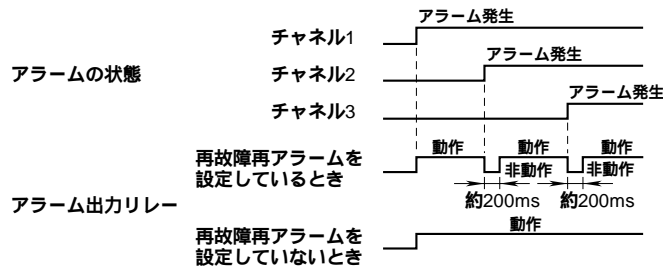 アラーム発生
チャネル1
アラーム発生
アラームの状態
チャネル2
アラーム発生
チャネル3
再故障再アラームを
設定しているとき
動作
動作
動作
非動作
非動作
約200ms
約200ms
アラーム出力リレー
動作
再故障再アラームを
設定していないとき